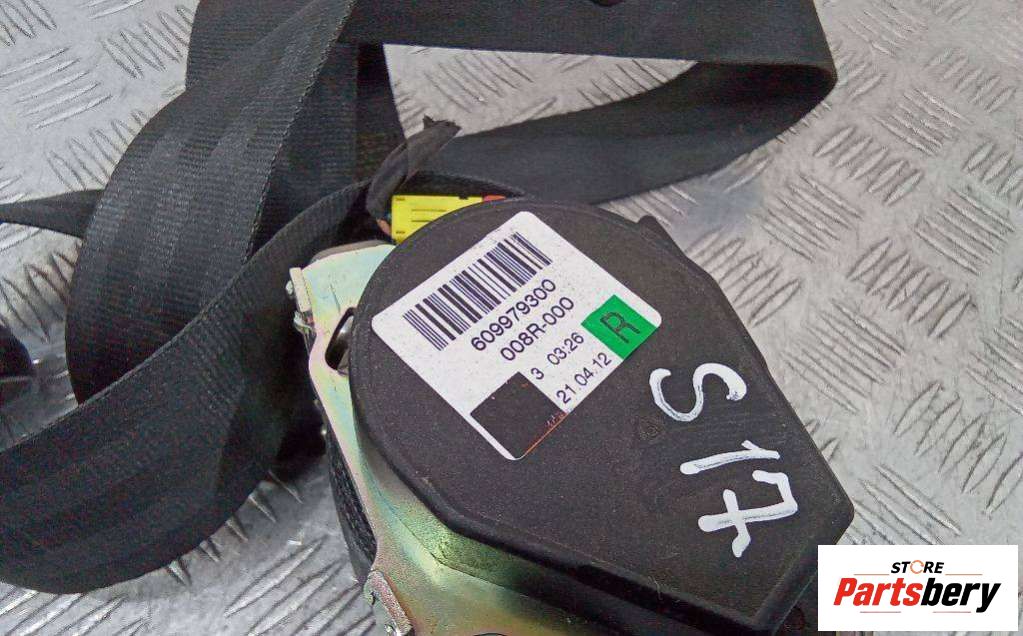 609979300
008R-000
R
3 03:26
21.04.12
S17
STORE
Partsbery